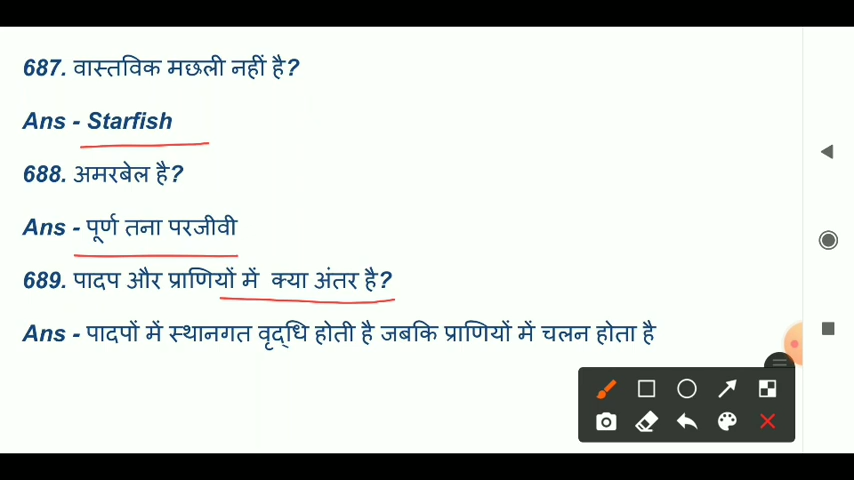 687. वास्तविक मछली नहीं है?
Ans - Starfish
688. अमरबेल है?
Ans - पूर्ण तना परजीवी
689. पादप और प्राणियों में क्या अंतर है?
Ans - पादपों में स्थानगत वृद्धि होती है जबकि प्राणियों में चलन होता है